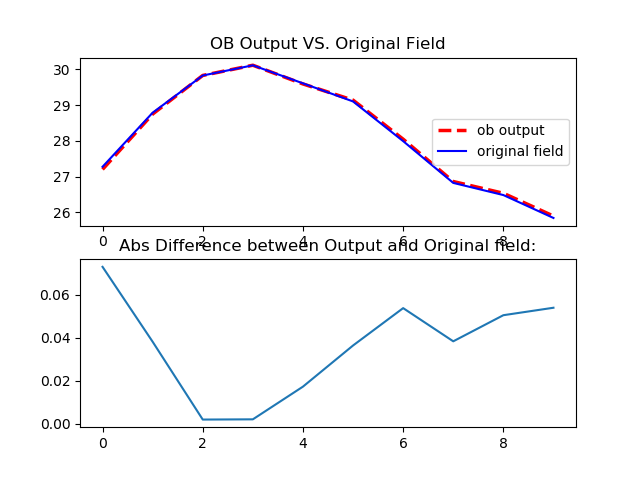 OB Output VS. Original Field
30
29
28
27
26
ob output
original field
0 2 4 6 8
Abs Difference between Output and Original field:
0.06
0.04
0.02
0.00
0 2 4 6 8